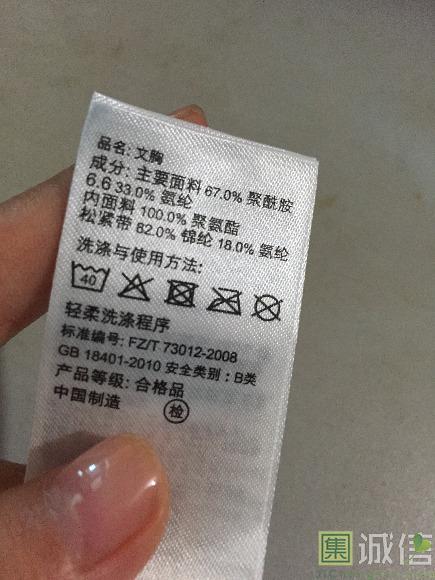 品名: 文胸
成分: 主要面料 67.0% 聚酰胺
6.6 33.0% 氨纶
内面料 100.0% 聚氨酯
松紧带 82.0% 锦纶 18.0% 氨纶
洗涤与使用方法:
40
轻柔洗涤程序
标准编号: FZ/T 73012-2008
GB 18401-2010 安全类别: B类
产品等级: 合格品
中国制造 检
集 诚信